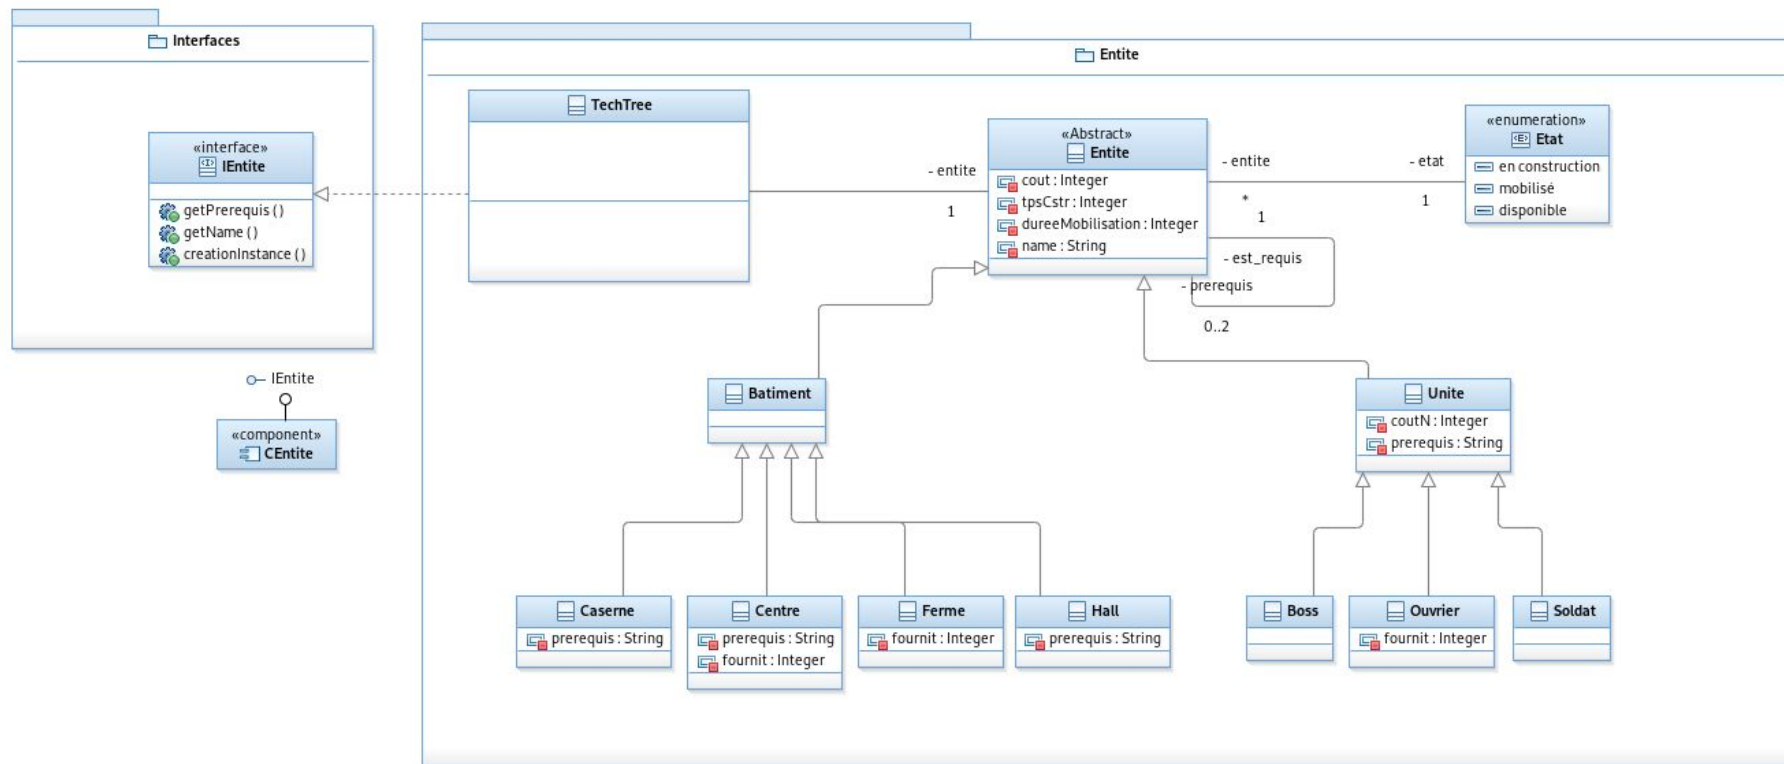 Interfaces
«interface»
IEntite
getPrerequis ()
getName ()
creationInstance ()
IEntite
«component»
CEntite
Entite
TechTree
- entite
1
«Abstract»
Entite
cout : Integer
tpsCstr : Integer
dureeMobilisation : Integer
name : String
- entite
*
- etat
1
«enumeration»
Etat
en construction
mobilisé
disponible
1
- est_requis
- prerequis
0..2
Batiment
Unite
coutN : Integer
prerequis : String
Caserne
prerequis : String
Centre
prerequis : String
fournit : Integer
Ferme
fournit : Integer
Hall
prerequis : String
Boss
Ouvrier
fournit : Integer
Soldat